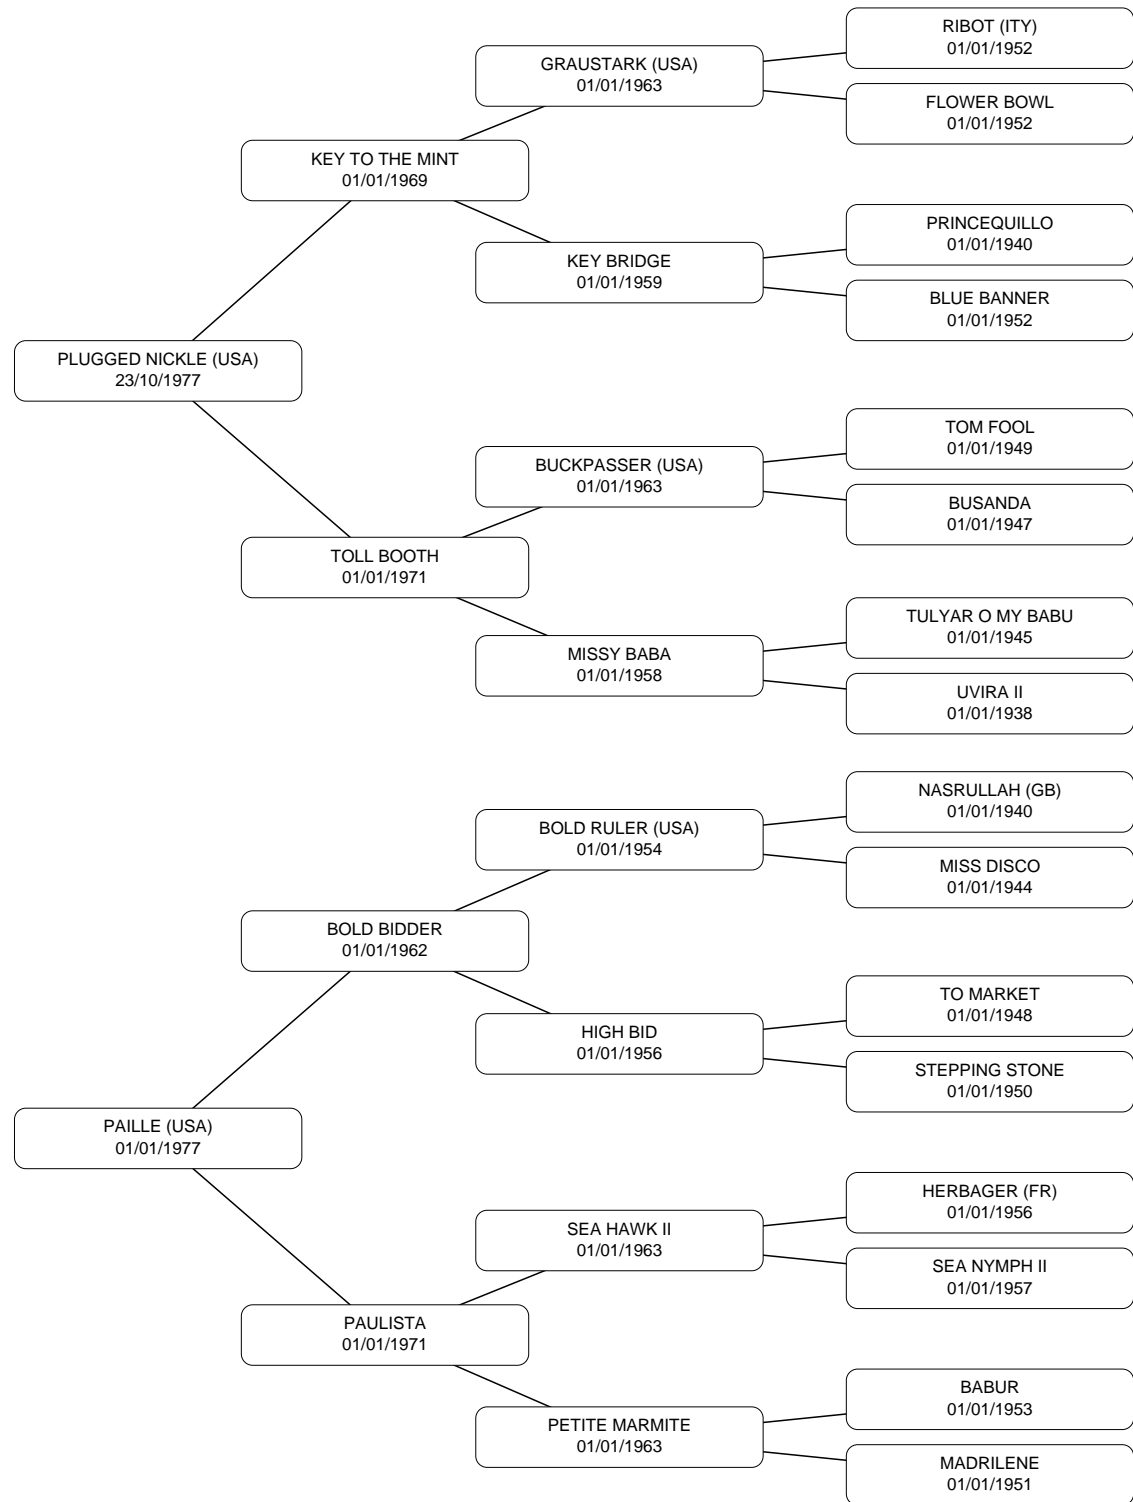 RIBOT (ITY)
01/01/1952
GRAUSTARK (USA)
01/01/1963
FLOWER BOWL
01/01/1952
KEY TO THE MINT
01/01/1969
PRINCEQUILLO
01/01/1940
KEY BRIDGE
01/01/1959
BLUE BANNER
01/01/1952
PLUGGED NICKLE (USA)
23/10/1977
TOM FOOL
01/01/1949
BUCKPASSER (USA)
01/01/1963
BUSANDA
01/01/1947
TOLL BOOTH
01/01/1971
TULYAR O MY BABU
01/01/1945
MISSY BABA
01/01/1958
UVIRA II
01/01/1938
NASRULLAH (GB)
01/01/1940
BOLD RULER (USA)
01/01/1954
MISS DISCO
01/01/1944
BOLD BIDDER
01/01/1962
TO MARKET
01/01/1948
HIGH BID
01/01/1956
STEPPING STONE
01/01/1950
PAILLE (USA)
01/01/1977
HERBAGER (FR)
01/01/1956
SEA HAWK II
01/01/1963
SEA NYMPH II
01/01/1957
PAULISTA
01/01/1971
BABUR
01/01/1953
PETITE MARMITE
01/01/1963
MADRILENE
01/01/1951